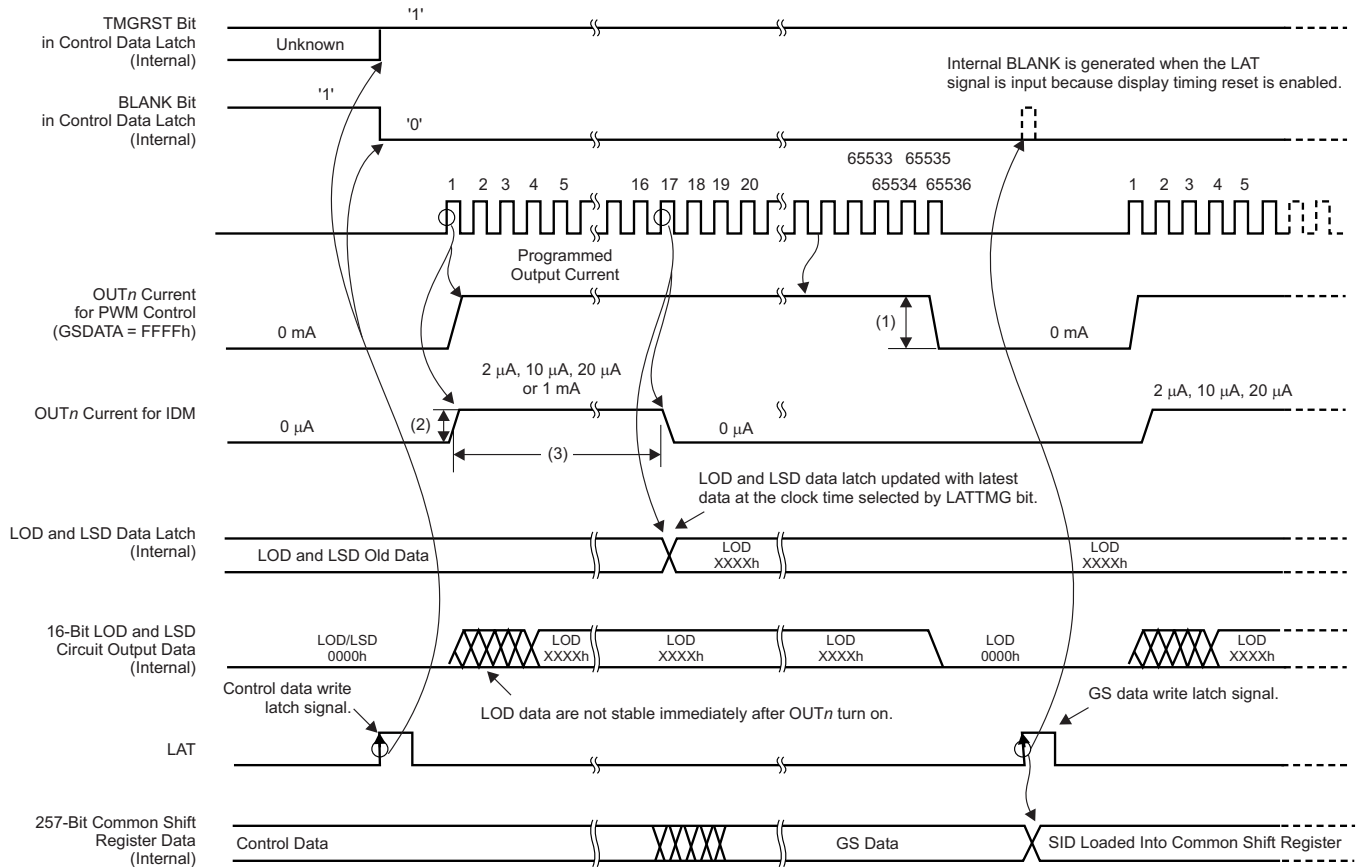 TMGRST Bit
in Control Data Latch
(Internal)
'1'
Unknown
Internal BLANK is generated when the LAT
signal is input because display timing reset is enabled.
BLANK Bit
in Control Data Latch
(Internal)
'1'
'0'
65533 65535
1 2 3 4 5 16 17 18 19 20 65534 65536 1 2 3 4 5
Programmed
Output Current
OUTn Current
for PWM Control
(GSDATA = FFFFh)
0 mA
(1)
0 mA
2 μA, 10 μA, 20 μA
or 1 mA
2 μA, 10 μA, 20 μA
OUTn Current for IDM
0 μA
(2)
0 μA
(3)
LOD and LSD data latch updated with latest
data at the clock time selected by LATTMG bit.
LOD and LSD Data Latch
(Internal)
LOD and LSD Old Data
LOD
XXXXh
LOD
XXXXh
16-Bit LOD and LSD
Circuit Output Data
(Internal)
LOD/LSD
0000h
LOD
XXXXh
LOD
XXXXh
LOD
XXXXh
LOD
0000h
LOD
XXXXh
Control data write
latch signal.
LOD data are not stable immediately after OUTn turn on.
GS data write latch signal.
LAT
257-Bit Common Shift
Register Data
(Internal)
Control Data
GS Data
SID Loaded Into Common Shift Register